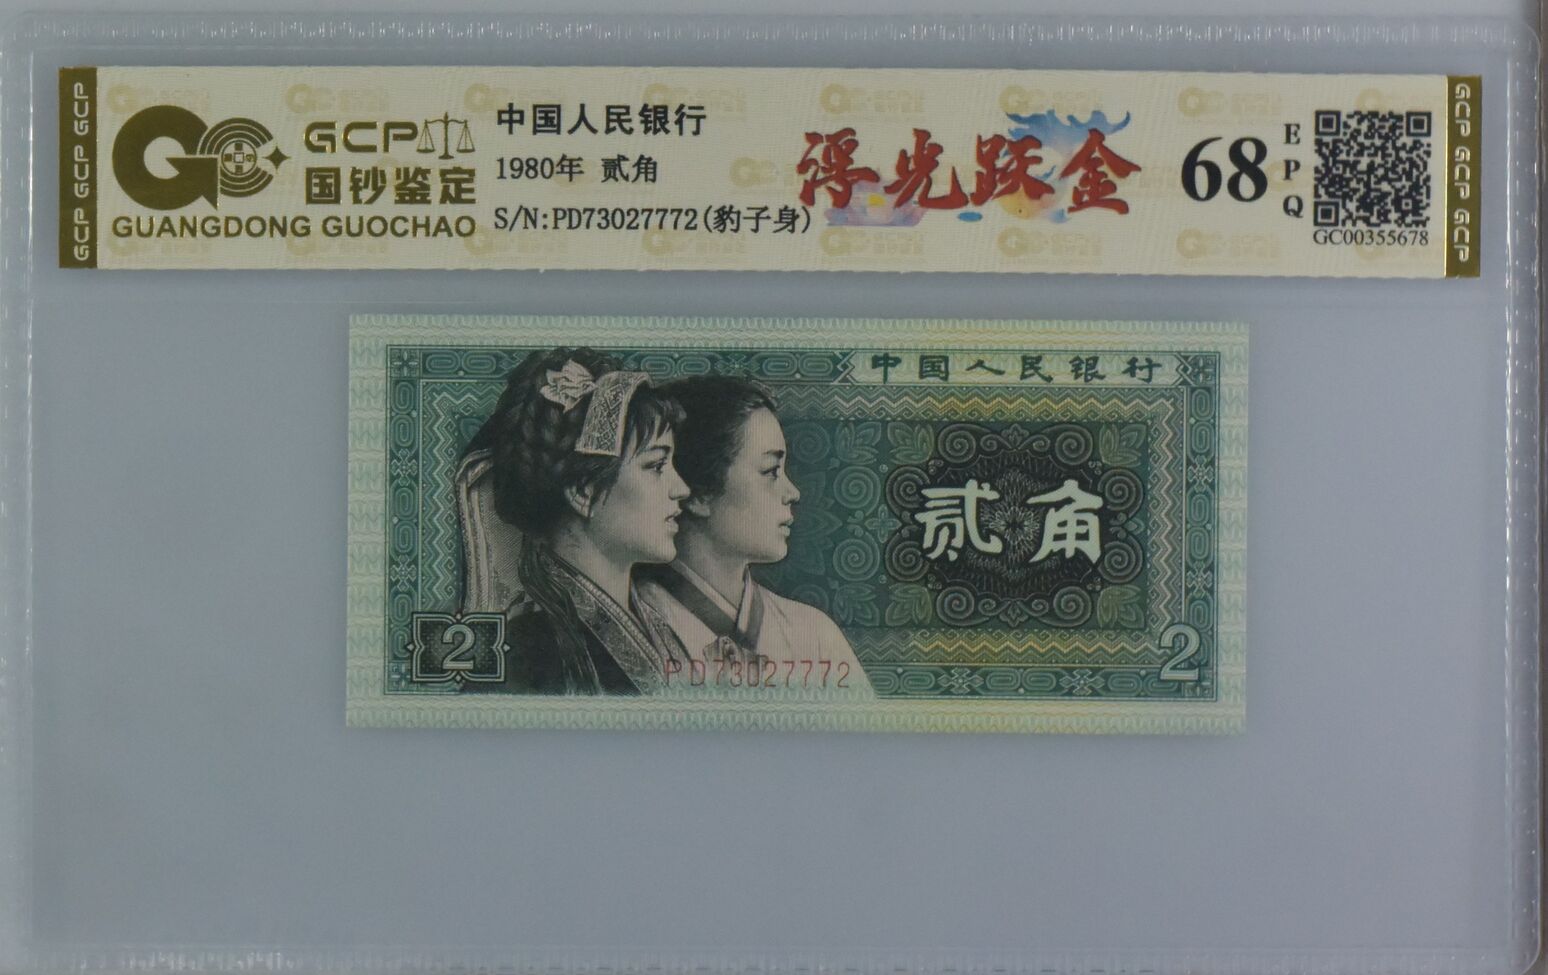 GCP GCP GCP
GCP
国钞鉴定
GUANGDONG GUOCHAO
中国人民银行
1980年 贰角
S/N:PD73027772(豹子身)
浮光跃金
68
EPQ
GC00355678
GCP GCP GCP
中国人民银行
贰角
2
2
PD73027772